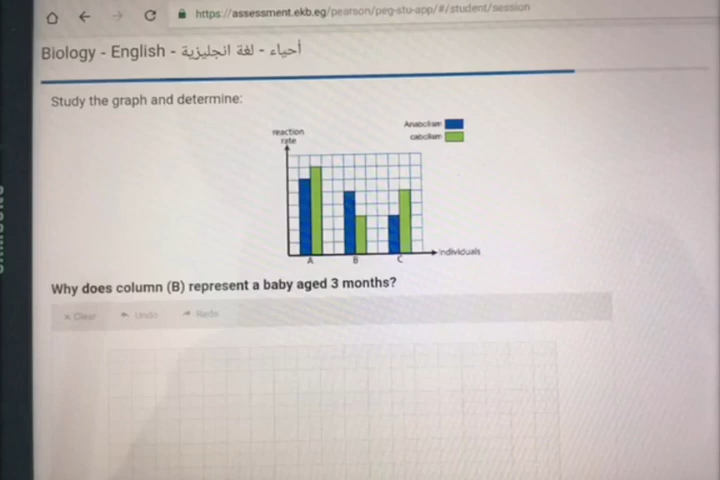 https://assessment.ekb.eg/pearson/peg-stu-app/#/student/session
Biology - English - أحياء - لغة انجليزية
Study the graph and determine:
Anabolism
catbolism
reaction
rate
A
B
C
individuals
Why does column (B) represent a baby aged 3 months?
× Clear
Undo
Redo